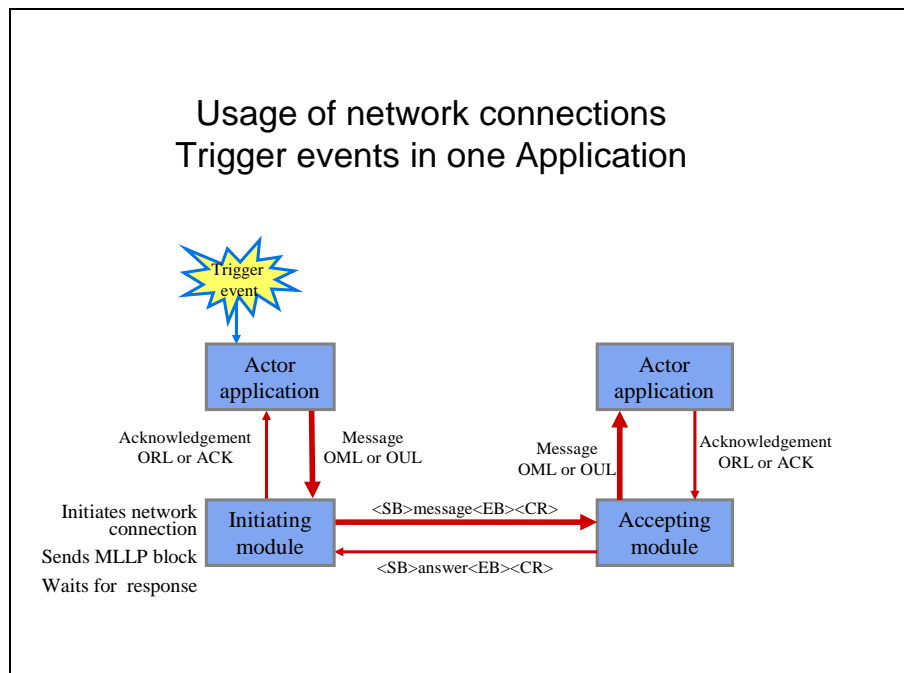 Usage of network connections
Trigger events in one Application
Trigger
event
Actor
application
Actor
application
Acknowledgement
ORL or ACK
Message
OML or OUL
Message
OML or OUL
Acknowledgement
ORL or ACK
Initiates network
connection
Sends MLLP block
Waits for response
Initiating
module
<SB>message<EB><CR>
<SB>answer<EB><CR>
Accepting
module